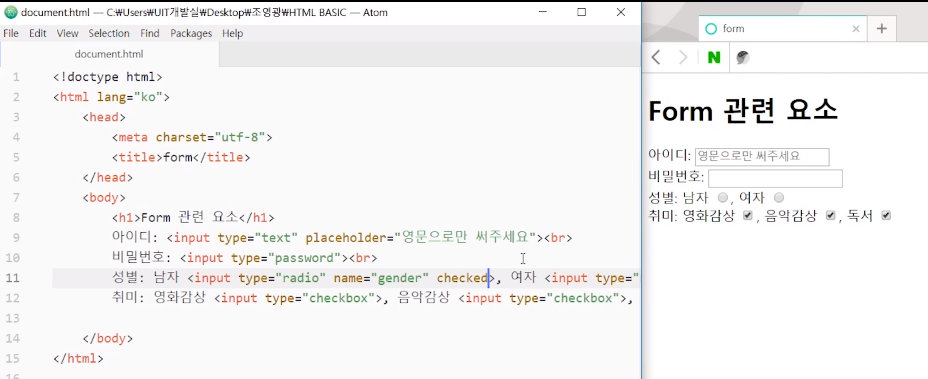 document.html — C:₩Users₩UIT개발실₩Desktop₩조영광₩HTML BASIC — Atom
File Edit View Selection Find Packages Help
document.html
1 <!doctype html>
2 <html lang="ko">
3 <head>
4 <meta charset="utf-8">
5 <title>form</title>
6 </head>
7 <body>
8 <h1>Form 관련 요소</h1>
9 아이디: <input type="text" placeholder="영문으로만 써주세요"><br>
10 비밀번호: <input type="password"><br>
11 성별: 남자 <input type="radio" name="gender" checked>, 여자 <input type="
12 취미: 영화감상 <input type="checkbox">, 음악감상 <input type="checkbox">,
13
14 </body>
15 </html>
16
form
N
Form 관련 요소
아이디: 영문으로만 써주세요
비밀번호:
성별: 남자 , 여자
취미: 영화감상 , 음악감상 , 독서